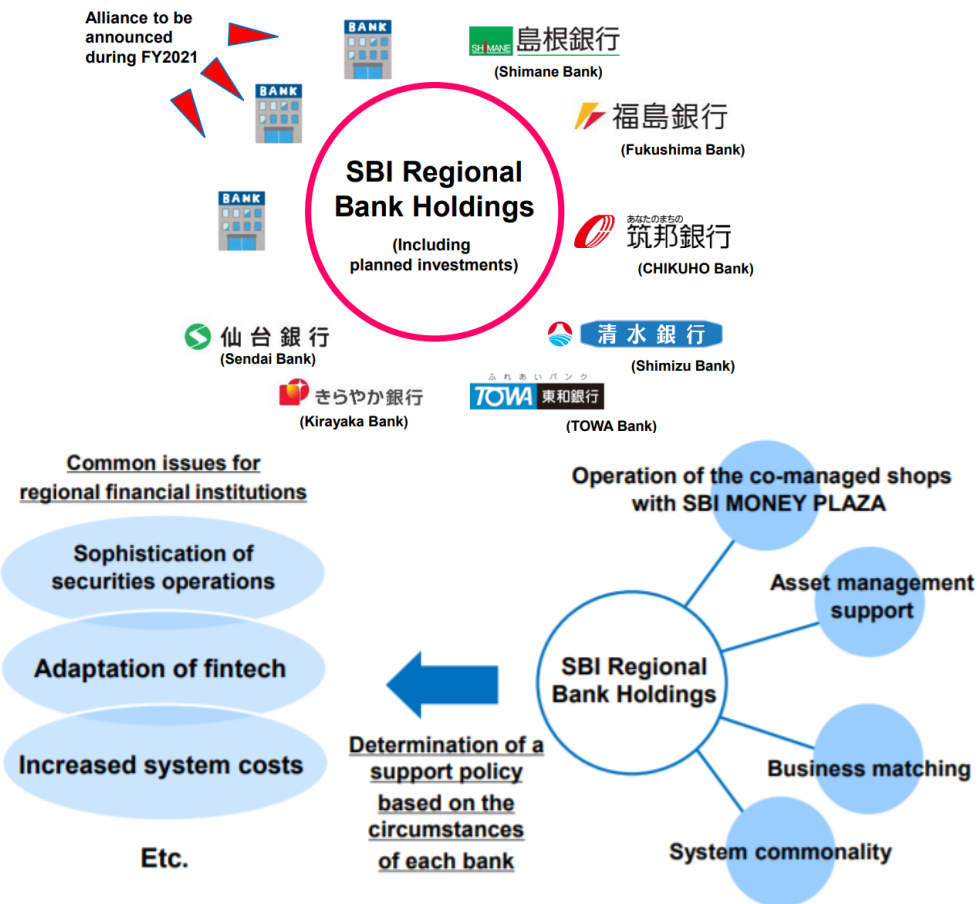 Alliance to be
announced
during FY2021
BANK
BANK
BANK
SHIMANE 島根銀行
(Shimane Bank)
福島銀行
(Fukushima Bank)
SBI Regional
Bank Holdings
(Including
planned investments)
あなたのまちの
筑邦銀行
(CHIKUHO Bank)
仙台銀行
(Sendai Bank)
清水銀行
(Shimizu Bank)
きらやか銀行
(Kirayaka Bank)
ふれあいバンク
TOWA 東和銀行
(TOWA Bank)
Common issues for
regional financial institutions
Sophistication of
securities operations
Adaptation of fintech
Increased system costs
Etc.
Determination of a
support policy
based on the
circumstances
of each bank
SBI Regional
Bank Holdings
Operation of the co-managed shops
with SBI MONEY PLAZA
Asset management
support
Business matching
System commonality